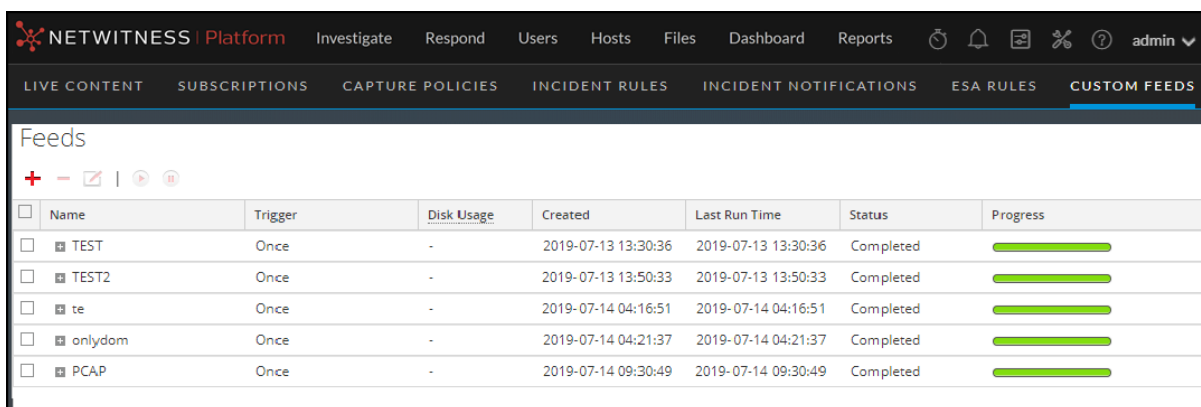 NETWITNESS Platform Investigate Respond Users Hosts Files Dashboard Reports admin
LIVE CONTENT SUBSCRIPTIONS CAPTURE POLICIES INCIDENT RULES INCIDENT NOTIFICATIONS ESA RULES CUSTOM FEEDS
Feeds
Name Trigger Disk Usage Created Last Run Time Status Progress
TEST Once - 2019-07-13 13:30:36 2019-07-13 13:30:36 Completed
TEST2 Once - 2019-07-13 13:50:33 2019-07-13 13:50:33 Completed
te Once - 2019-07-14 04:16:51 2019-07-14 04:16:51 Completed
onlydom Once - 2019-07-14 04:21:37 2019-07-14 04:21:37 Completed
PCAP Once - 2019-07-14 09:30:49 2019-07-14 09:30:49 Completed